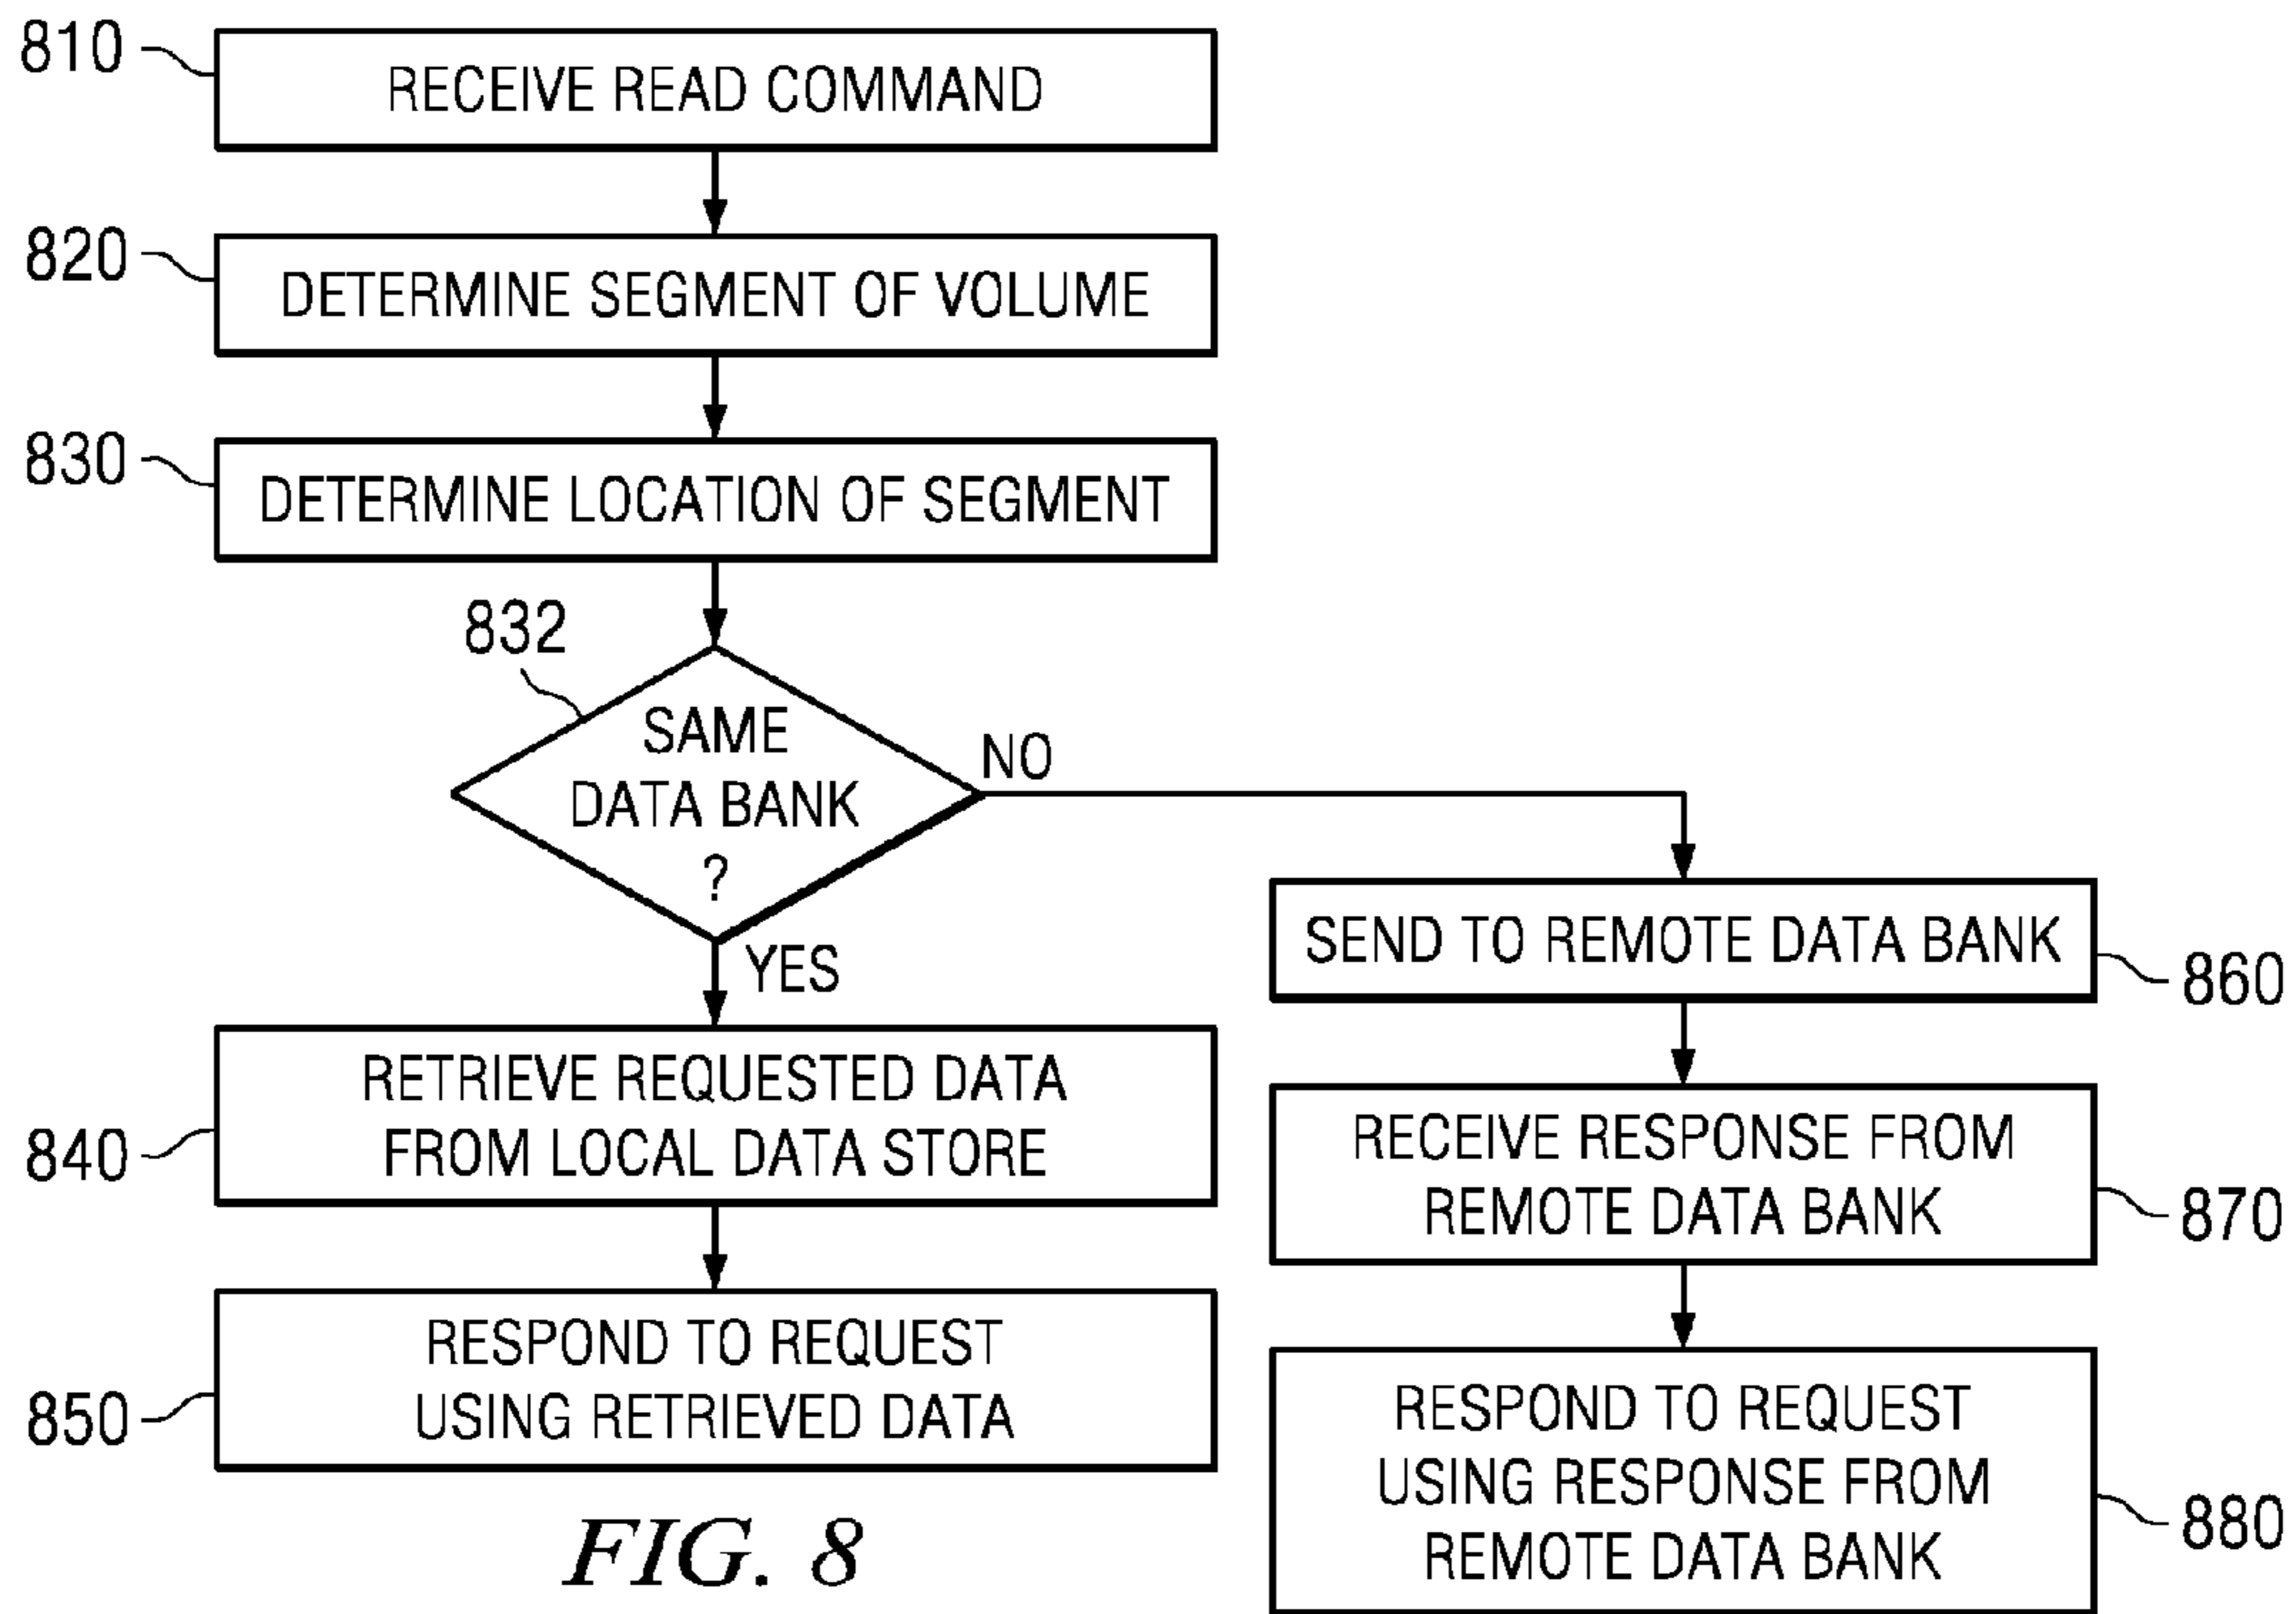 810
RECEIVE READ COMMAND
820
DETERMINE SEGMENT OF VOLUME
830
DETERMINE LOCATION OF SEGMENT
832
SAME
DATA BANK
?
NO
YES
840
RETRIEVE REQUESTED DATA
FROM LOCAL DATA STORE
850
RESPOND TO REQUEST
USING RETRIEVED DATA
SEND TO REMOTE DATA BANK
860
RECEIVE RESPONSE FROM
REMOTE DATA BANK
870
RESPOND TO REQUEST
USING RESPONSE FROM
REMOTE DATA BANK
880
FIG. 8